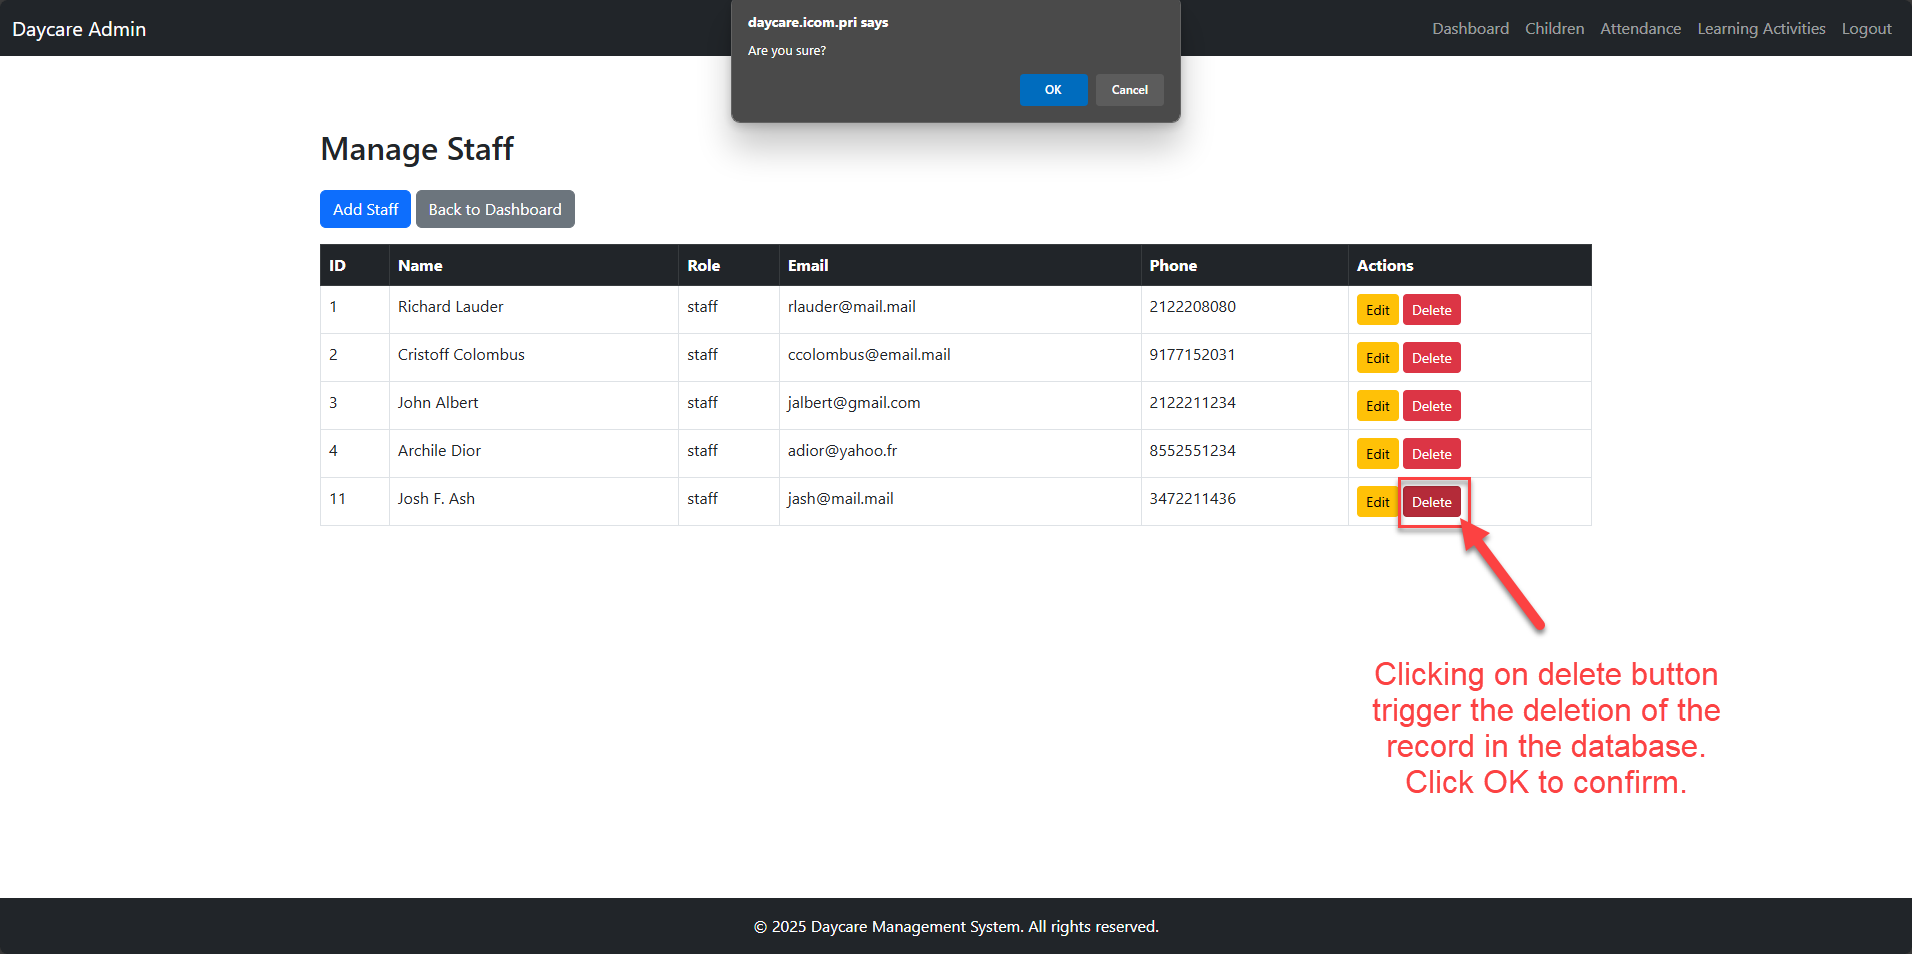 Daycare Admin
Dashboard Children Attendance Learning Activities Logout
daycare.icom.pri says
Are you sure?
OK Cancel
Manage Staff
Add Staff Back to Dashboard
ID Name Role Email Phone Actions
1 Richard Lauder staff rlauder@mail.mail 2122208080 Edit Delete
2 Cristoff Colombus staff ccolombus@email.mail 9177152031 Edit Delete
3 John Albert staff jalbert@gmail.com 2122211234 Edit Delete
4 Archile Dior staff adior@yahoo.fr 8552551234 Edit Delete
11 Josh F. Ash staff jash@mail.mail 3472211436 Edit Delete
Clicking on delete button
trigger the deletion of the
record in the database.
Click OK to confirm.
© 2025 Daycare Management System. All rights reserved.